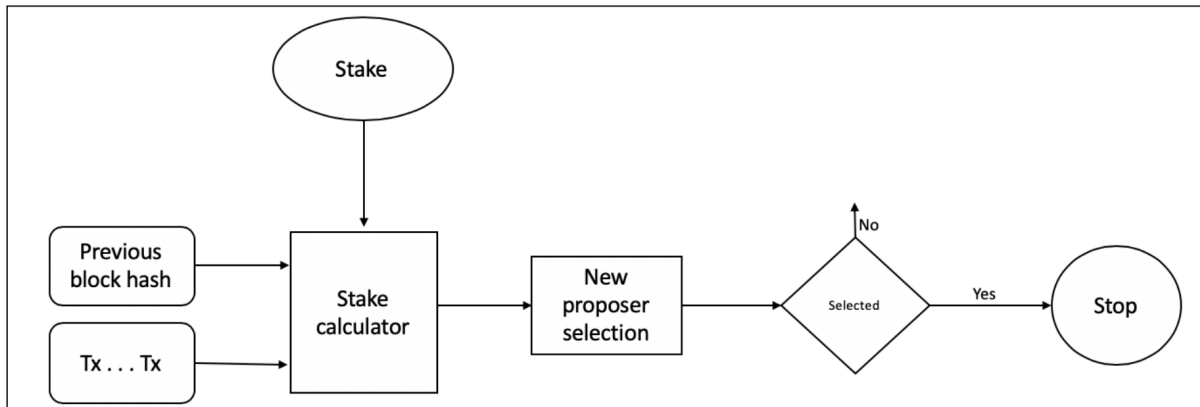 Stake
Previous
block hash
Tx . . . Tx
Stake
calculator
New
proposer
selection
Selected
No
Yes
Stop